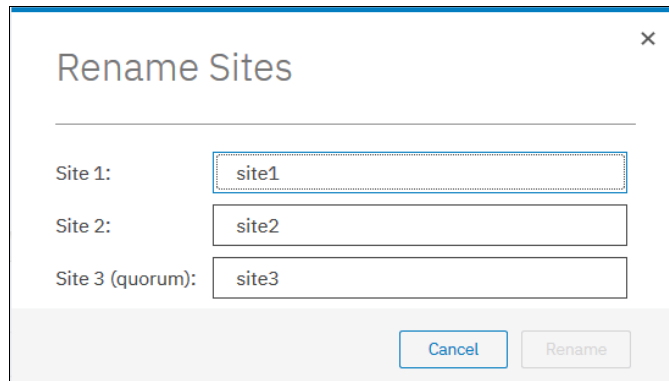 Rename Sites
Site 1: site1
Site 2: site2
Site 3 (quorum): site3
Cancel Rename